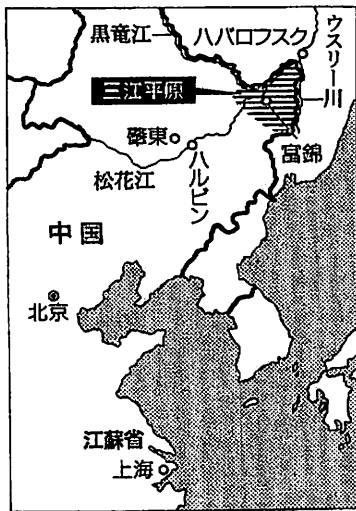 黒竜江
ハバロフスク
ウスリー川
三江平原
肇東
ハルビン
富錦
松花江
中国
北京
江蘇省
上海